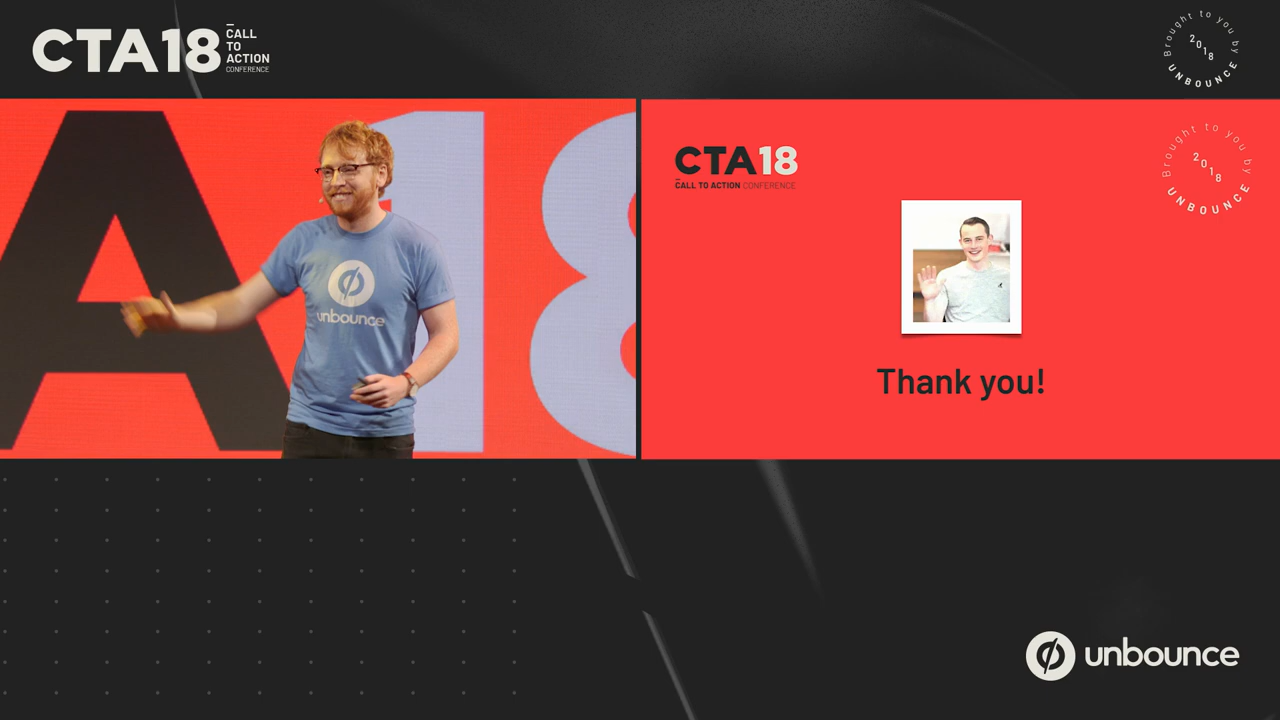 CTA18
CALL
TO
ACTION
CONFERENCE
Brought to you by
2018
UNBOUNCE
A18
unbounce
CTA18
CALL TO ACTION CONFERENCE
Brought to you by
2018
UNBOUNCE
Thank you!
unbounce